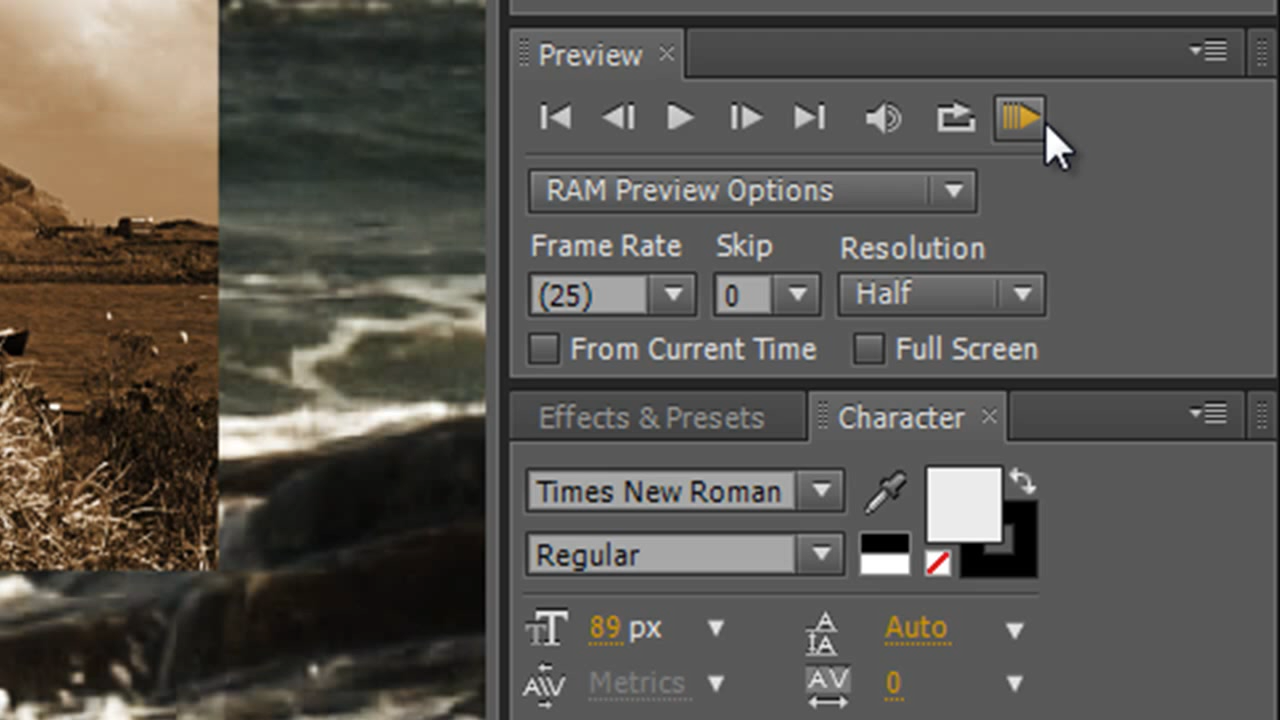 Preview
RAM Preview Options
Frame Rate Skip Resolution
(25) 0 Half
From Current Time Full Screen
Effects & Presets Character
Times New Roman
Regular
89 px Auto
Metrics 0